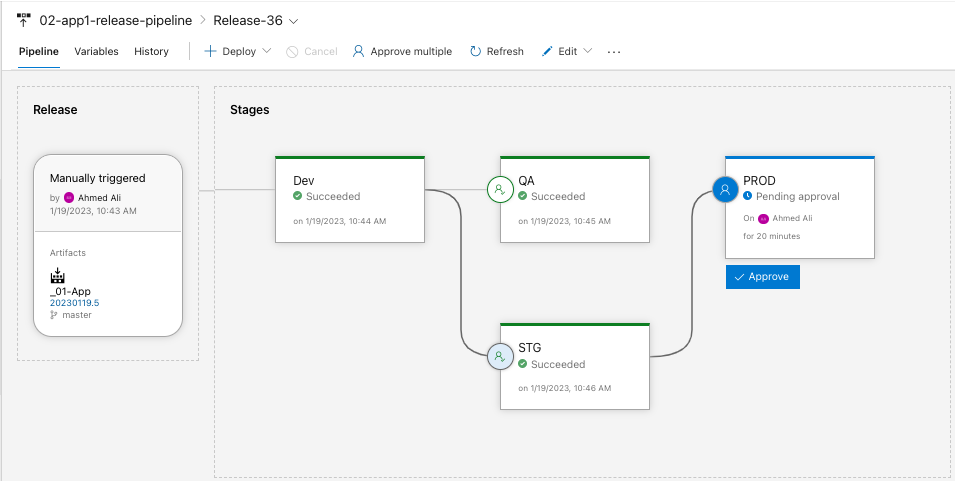 02-app1-release-pipeline > Release-36
Pipeline Variables History + Deploy Cancel Approve multiple Refresh Edit ...
Release
Manually triggered
by Ahmed Ali
1/19/2023, 10:43 AM
Artifacts
_01-App
20230119.5
master
Stages
Dev
Succeeded
on 1/19/2023, 10:44 AM
QA
Succeeded
on 1/19/2023, 10:45 AM
PROD
Pending approval
On Ahmed Ali
for 20 minutes
Approve
STG
Succeeded
on 1/19/2023, 10:46 AM